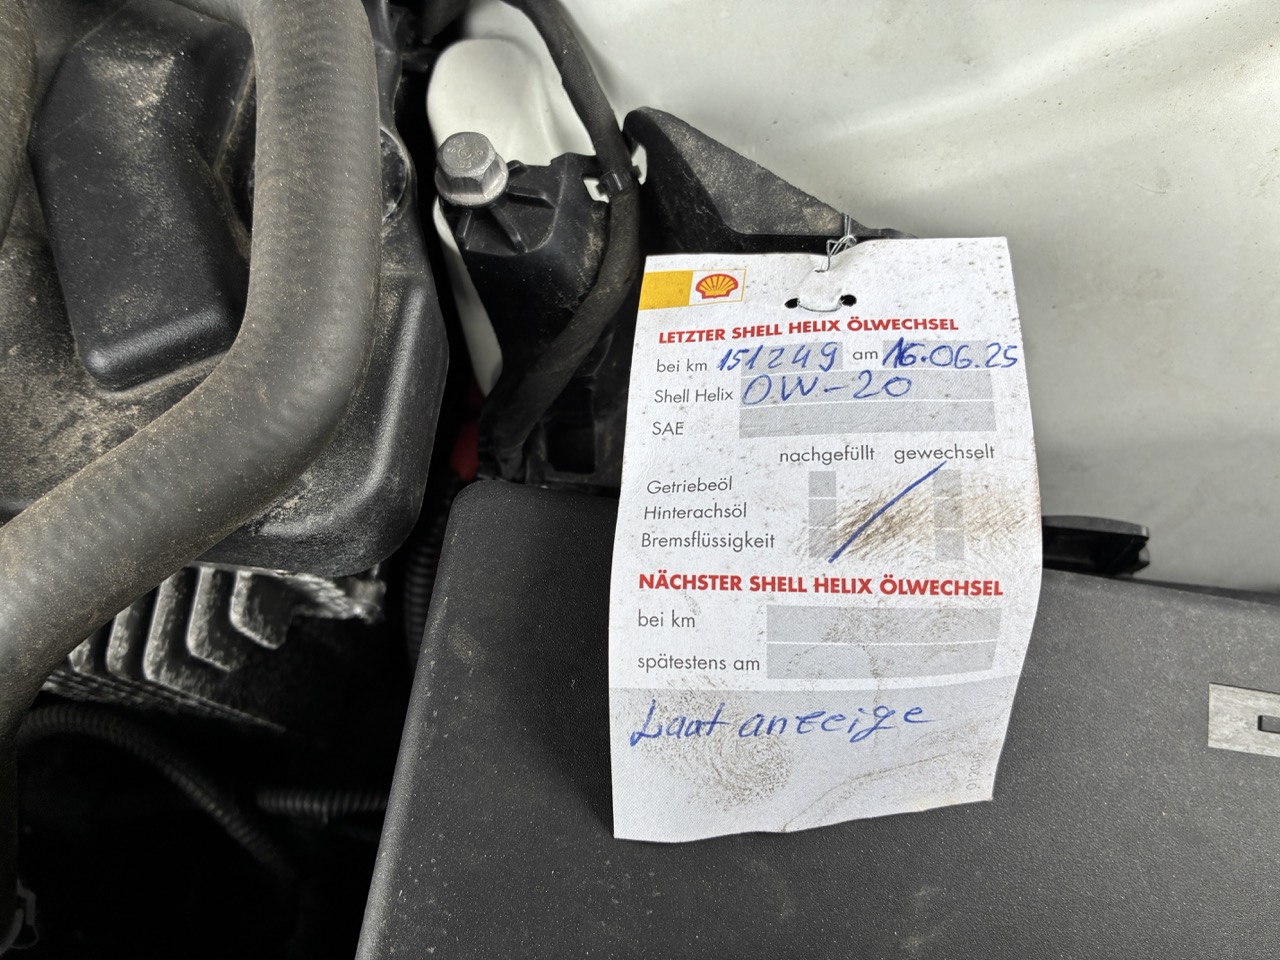 LETZTER SHELL HELIX ÖLWECHSEL
bei km 151249 am 16.06.25
Shell Helix 0W-20
SAE
nachgefüllt gewechselt
Getriebeöl
Hinterachsöl
Bremsflüssigkeit
NÄCHSTER SHELL HELIX ÖLWECHSEL
bei km
spätestens am
Laut anzeige